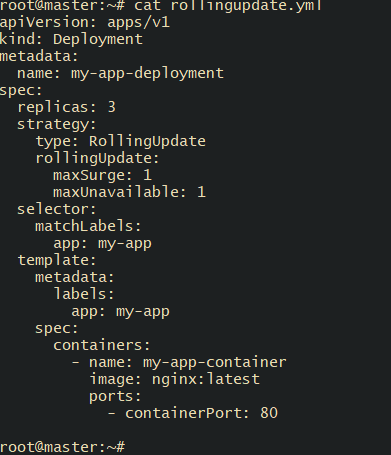 root@master:~# cat rollingupdate.yml
apiVersion: apps/v1
kind: Deployment
metadata:
  name: my-app-deployment
spec:
  replicas: 3
  strategy:
    type: RollingUpdate
    rollingUpdate:
      maxSurge: 1
      maxUnavailable: 1
  selector:
    matchLabels:
      app: my-app
  template:
    metadata:
      labels:
        app: my-app
    spec:
      containers:
        - name: my-app-container
          image: nginx:latest
          ports:
            - containerPort: 80

root@master:~#